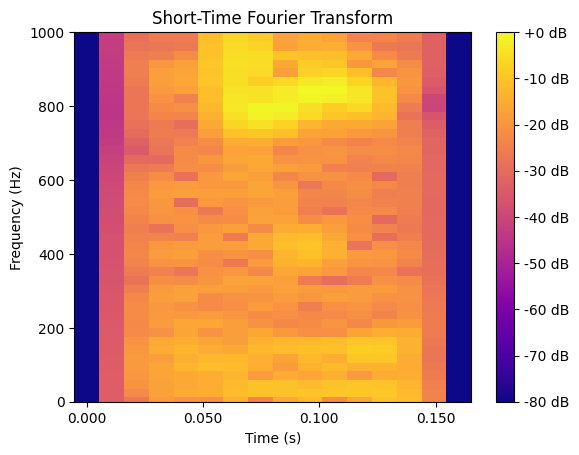 Short-Time Fourier Transform
1000
800
600
400
200
0
Frequency (Hz)
0.000
0.050
0.100
0.150
Time (s)
+0 dB
-10 dB
-20 dB
-30 dB
-40 dB
-50 dB
-60 dB
-70 dB
-80 dB